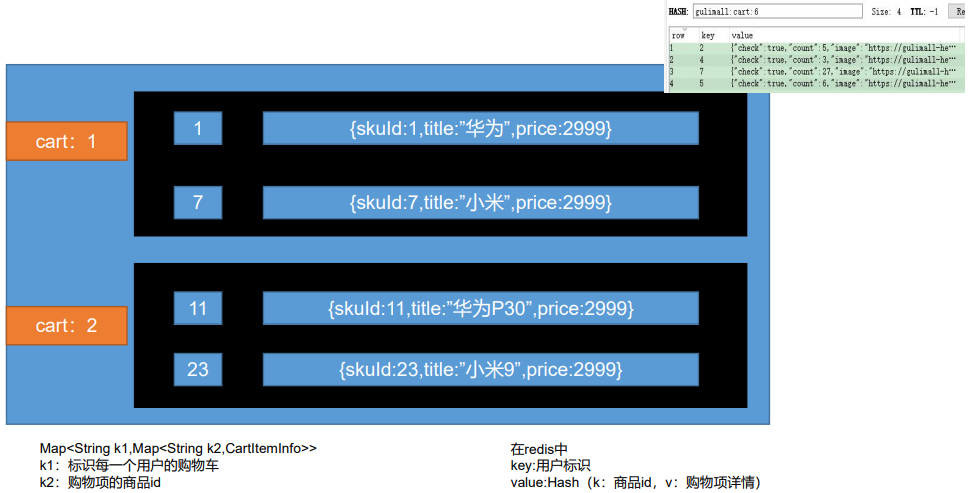 HASH: gulimall:cart:6 Size: 4 TTL: -1 Re
row key value
1 2 {"check":true,"count":5,"image":"https://gulimall-he…
2 4 {"check":true,"count":3,"image":"https://gulimall-he…
3 7 {"check":true,"count":27,"image":"https://gulimall-h…
4 5 {"check":true,"count":6,"image":"https://gulimall-he…
cart：1
1 {skuId:1,title:”华为”,price:2999}
7 {skuId:7,title:”小米”,price:2999}
cart：2
11 {skuId:11,title:”华为P30”,price:2999}
23 {skuId:23,title:”小米9”,price:2999}
Map<String k1,Map<String k2,CartItemInfo>>
k1：标识每一个用户的购物车
k2：购物项的商品id
在redis中
key:用户标识
value:Hash（k：商品id，v：购物项详情）